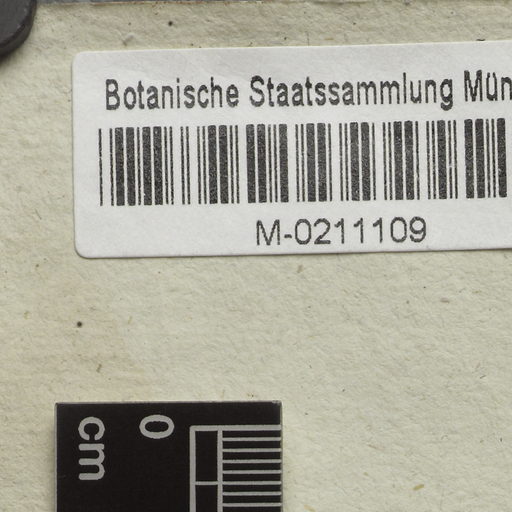 Botanische Staatssammlung Mün
M-0211109
0
cm